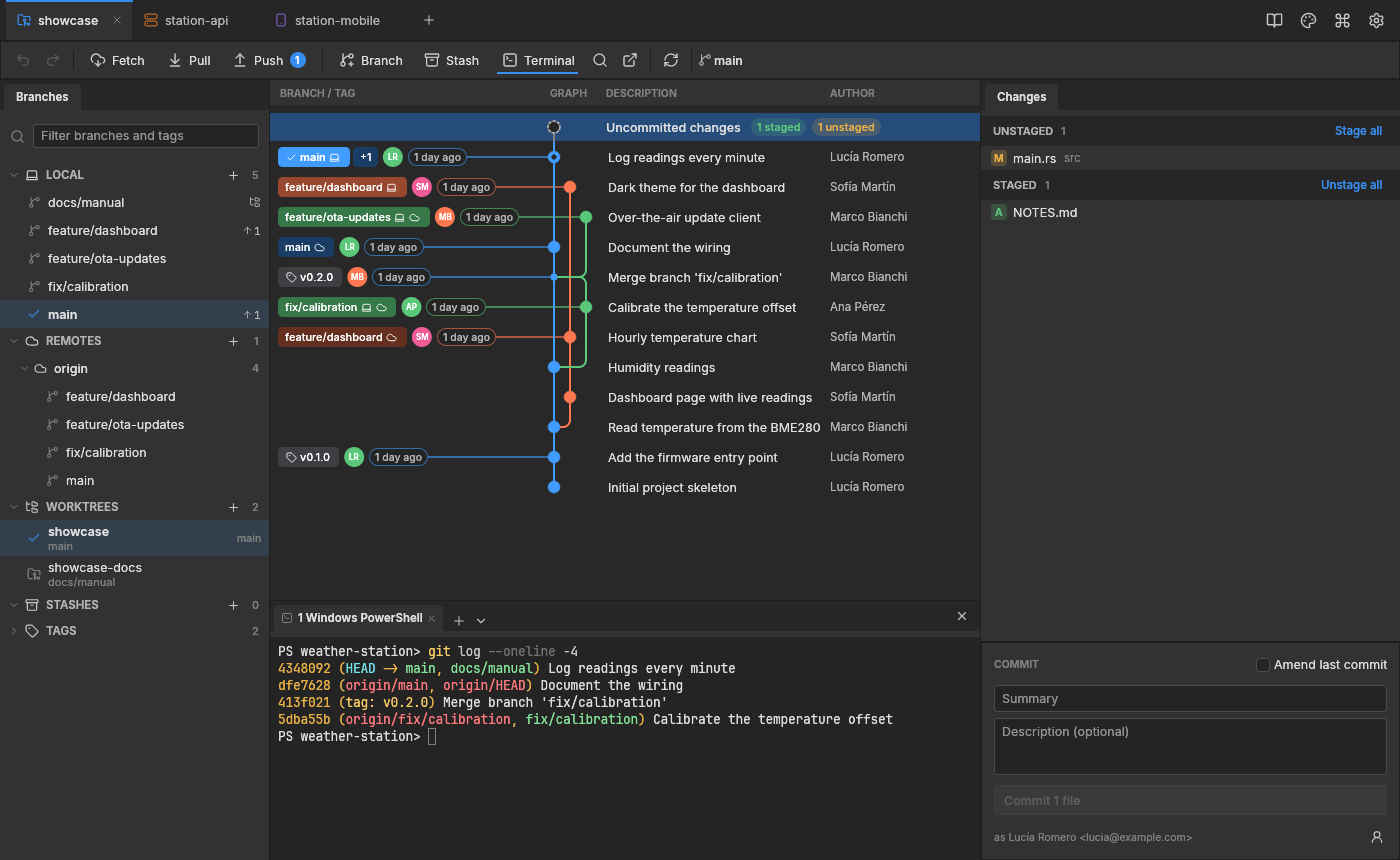 showcase
station-api
station-mobile
Fetch
Pull
Push 1
Branch
Stash
Terminal
main
Branches
Filter branches and tags
LOCAL 5
docs/manual
feature/dashboard ↑1
feature/ota-updates
fix/calibration
main ↑1
REMOTES 1
origin 4
feature/dashboard
feature/ota-updates
fix/calibration
main
WORKTREES 2
showcase
main
main
showcase-docs
docs/manual
STASHES 0
TAGS 2
BRANCH / TAG GRAPH DESCRIPTION AUTHOR
Uncommitted changes 1 staged 1 unstaged
main +1 LR 1 day ago Log readings every minute Lucía Romero
feature/dashboard SM 1 day ago Dark theme for the dashboard Sofía Martín
feature/ota-updates MB 1 day ago Over-the-air update client Marco Bianchi
main LR 1 day ago Document the wiring Lucía Romero
v0.2.0 MB 1 day ago Merge branch 'fix/calibration' Marco Bianchi
fix/calibration AP 1 day ago Calibrate the temperature offset Ana Pérez
feature/dashboard SM 1 day ago Hourly temperature chart Sofía Martín
Humidity readings Marco Bianchi
Dashboard page with live readings Sofía Martín
Read temperature from the BME280 Marco Bianchi
v0.1.0 LR 1 day ago Add the firmware entry point Lucía Romero
Initial project skeleton Lucía Romero
1 Windows PowerShell
PS weather-station> git log --oneline -4
4348092 (HEAD -> main, docs/manual) Log readings every minute
dfe7628 (origin/main, origin/HEAD) Document the wiring
413f021 (tag: v0.2.0) Merge branch 'fix/calibration'
5dba55b (origin/fix/calibration, fix/calibration) Calibrate the temperature offset
PS weather-station>
Changes
UNSTAGED 1 Stage all
M main.rs src
STAGED 1 Unstage all
A NOTES.md
COMMIT Amend last commit
Summary
Description (optional)
Commit 1 file
as Lucía Romero <lucia@example.com>